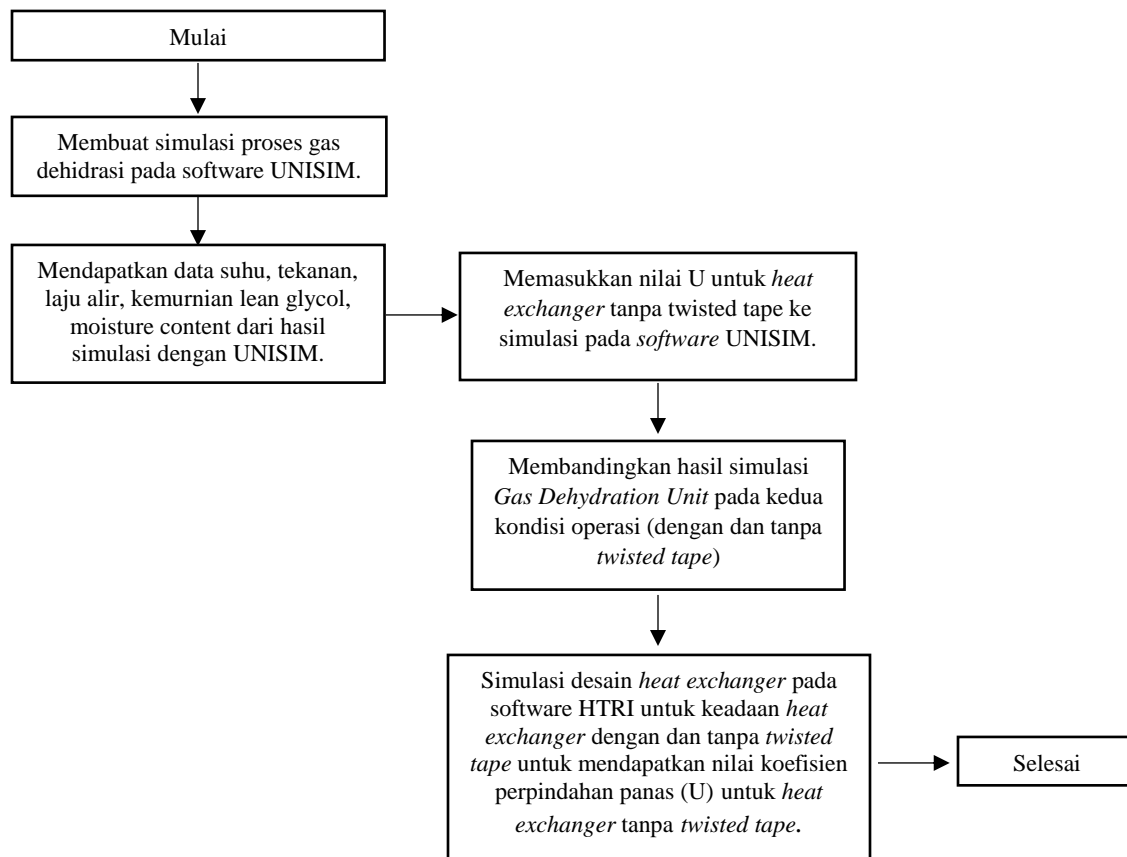 Mulai
Membuat simulasi proses gas
dehidrasi pada software UNISIM.
Mendapatkan data suhu, tekanan,
laju alir, kemurnian lean glycol,
moisture content dari hasil
simulasi dengan UNISIM.
Memasukkan nilai U untuk heat
exchanger tanpa twisted tape ke
simulasi pada software UNISIM.
Membandingkan hasil simulasi
Gas Dehydration Unit pada kedua
kondisi operasi (dengan dan tanpa
twisted tape)
Simulasi desain heat exchanger pada
software HTRI untuk keadaan heat
exchanger dengan dan tanpa twisted
tape untuk mendapatkan nilai koefisien
perpindahan panas (U) untuk heat
exchanger tanpa twisted tape.
Selesai